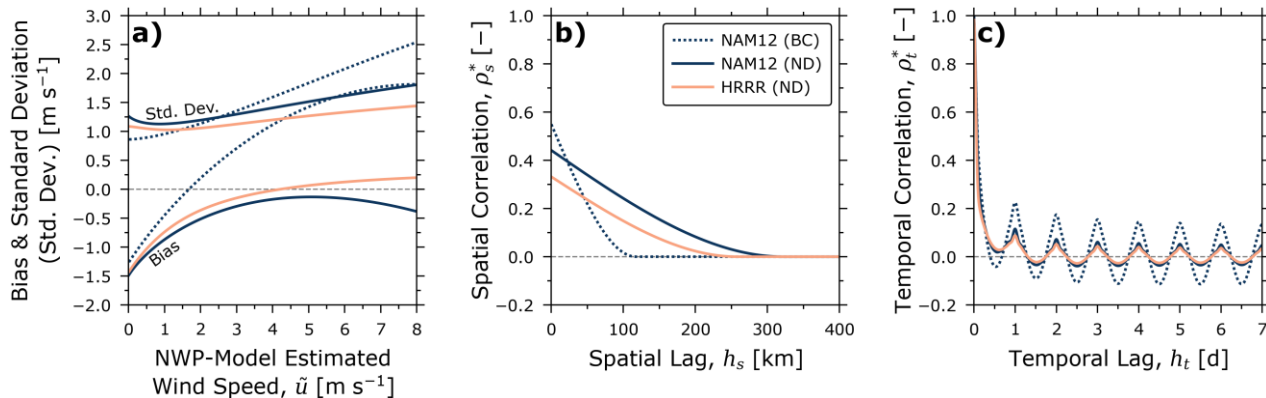 a)
Bias & Standard Deviation
(Std. Dev.) [m s⁻¹]
3.0
2.5
2.0
1.5
1.0
0.5
0.0
−0.5
−1.0
−1.5
−2.0
Std. Dev.
Bias
0 1 2 3 4 5 6 7 8
NWP-Model Estimated
Wind Speed, ũ [m s⁻¹]
b)
Spatial Correlation, ρ*ₛ [−]
1.0
0.8
0.6
0.4
0.2
0.0
−0.2
NAM12 (BC)
NAM12 (ND)
HRRR (ND)
0 100 200 300 400
Spatial Lag, hₛ [km]
c)
Temporal Correlation, ρ*ₜ [−]
1.0
0.8
0.6
0.4
0.2
0.0
−0.2
0 1 2 3 4 5 6 7
Temporal Lag, hₜ [d]